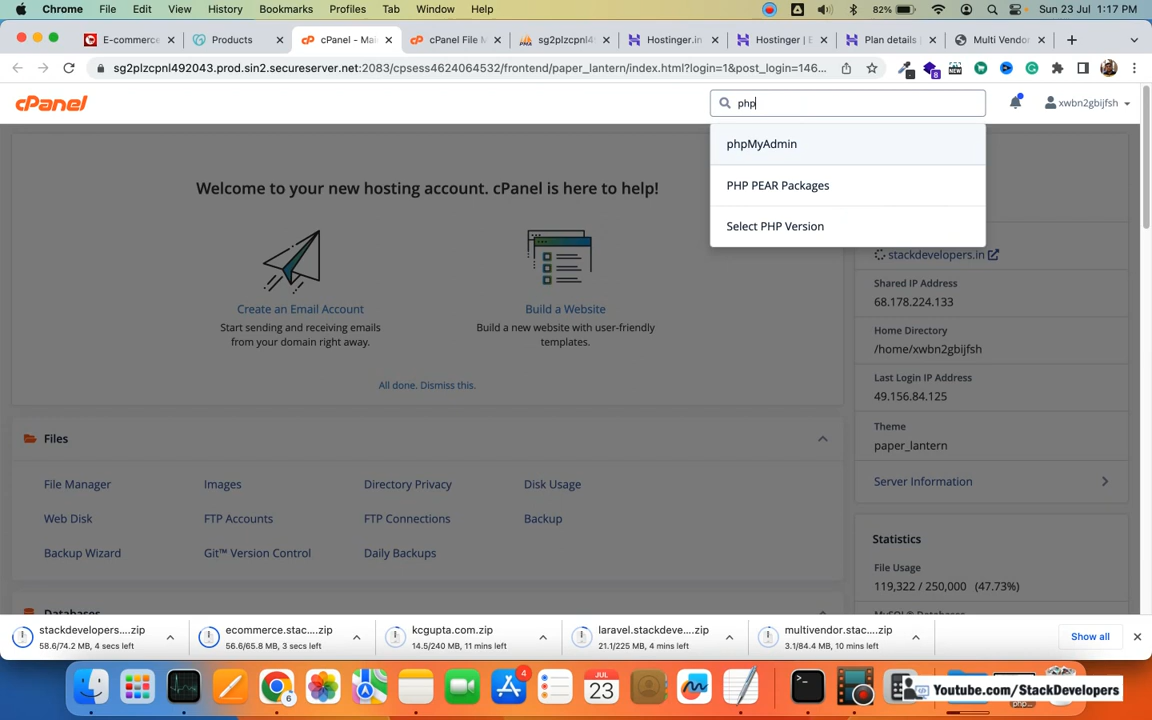 Chrome File Edit View History Bookmarks Profiles Tab Window Help 82% Sun 23 Jul 1:17 PM
E-commerce Products cP cPanel - Mai cP cPanel File M sg2plzcpnl49 Hostinger.in Hostinger | E Plan details Multi Vendor
sg2plzcpnl492043.prod.sin2.secureserver.net:2083/cpsess4624064532/frontend/paper_lantern/index.html?login=1&post_login=146...
cPanel
php
xwbn2gbijfsh
phpMyAdmin
PHP PEAR Packages
Select PHP Version
Welcome to your new hosting account. cPanel is here to help!
Create an Email Account
Start sending and receiving emails
from your domain right away.
Build a Website
Build a new website with user-friendly
templates.
All done. Dismiss this.
stackdevelopers.in
Shared IP Address
68.178.224.133
Home Directory
/home/xwbn2gbijfsh
Last Login IP Address
49.156.84.125
Theme
paper_lantern
Server Information
Files
File Manager Images Directory Privacy Disk Usage
Web Disk FTP Accounts FTP Connections Backup
Backup Wizard Git™ Version Control Daily Backups
Statistics
File Usage
119,322 / 250,000 (47.73%)
MySQL® Databases
Databases
stackdevelopers....zip
58.6/74.2 MB, 4 secs left
ecommerce.stac....zip
56.6/65.8 MB, 3 secs left
kcgupta.com.zip
14.5/240 MB, 11 mins left
laravel.stackdeve....zip
21.1/225 MB, 4 mins left
multivendor.stac....zip
3.1/84.4 MB, 10 mins left
Show all
6
4
JUL
23
Youtube.com/StackDevelopers